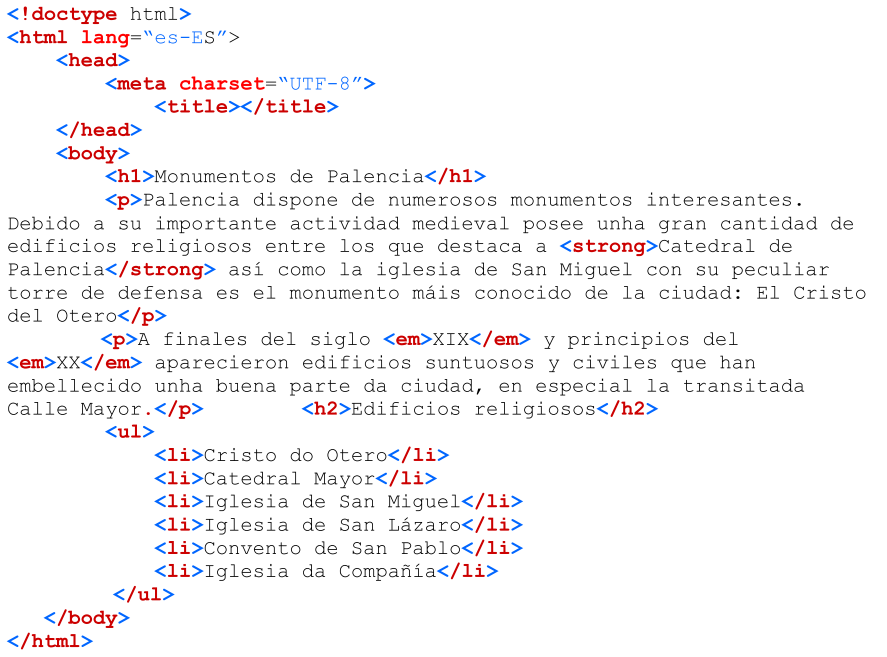 <!doctype html>
<html lang=“es-ES”>
<head>
<meta charset=“UTF-8”>
<title></title>
</head>
<body>
<h1>Monumentos de Palencia</h1>
<p>Palencia dispone de numerosos monumentos interesantes.
Debido a su importante actividad medieval posee unha gran cantidad de
edificios religiosos entre los que destaca a <strong>Catedral de
Palencia</strong> así como la iglesia de San Miguel con su peculiar
torre de defensa es el monumento máis conocido de la ciudad: El Cristo
del Otero</p>
<p>A finales del siglo <em>XIX</em> y principios del
<em>XX</em> aparecieron edificios suntuosos y civiles que han
embellecido unha buena parte da ciudad, en especial la transitada
Calle Mayor.</p> <h2>Edificios religiosos</h2>
<ul>
<li>Cristo do Otero</li>
<li>Catedral Mayor</li>
<li>Iglesia de San Miguel</li>
<li>Iglesia de San Lázaro</li>
<li>Convento de San Pablo</li>
<li>Iglesia da Compañía</li>
</ul>
</body>
</html>